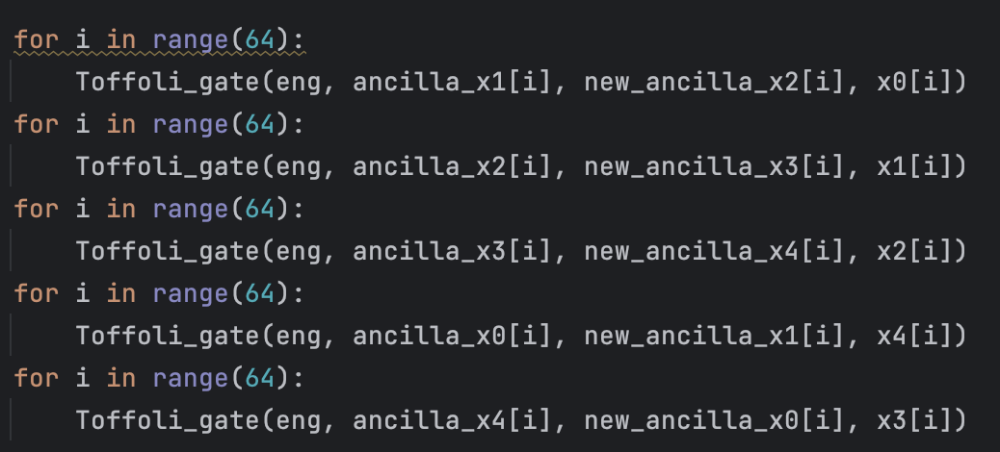 for i in range(64):
    Toffoli_gate(eng, ancilla_x1[i], new_ancilla_x2[i], x0[i])
for i in range(64):
    Toffoli_gate(eng, ancilla_x2[i], new_ancilla_x3[i], x1[i])
for i in range(64):
    Toffoli_gate(eng, ancilla_x3[i], new_ancilla_x4[i], x2[i])
for i in range(64):
    Toffoli_gate(eng, ancilla_x0[i], new_ancilla_x1[i], x4[i])
for i in range(64):
    Toffoli_gate(eng, ancilla_x4[i], new_ancilla_x0[i], x3[i])